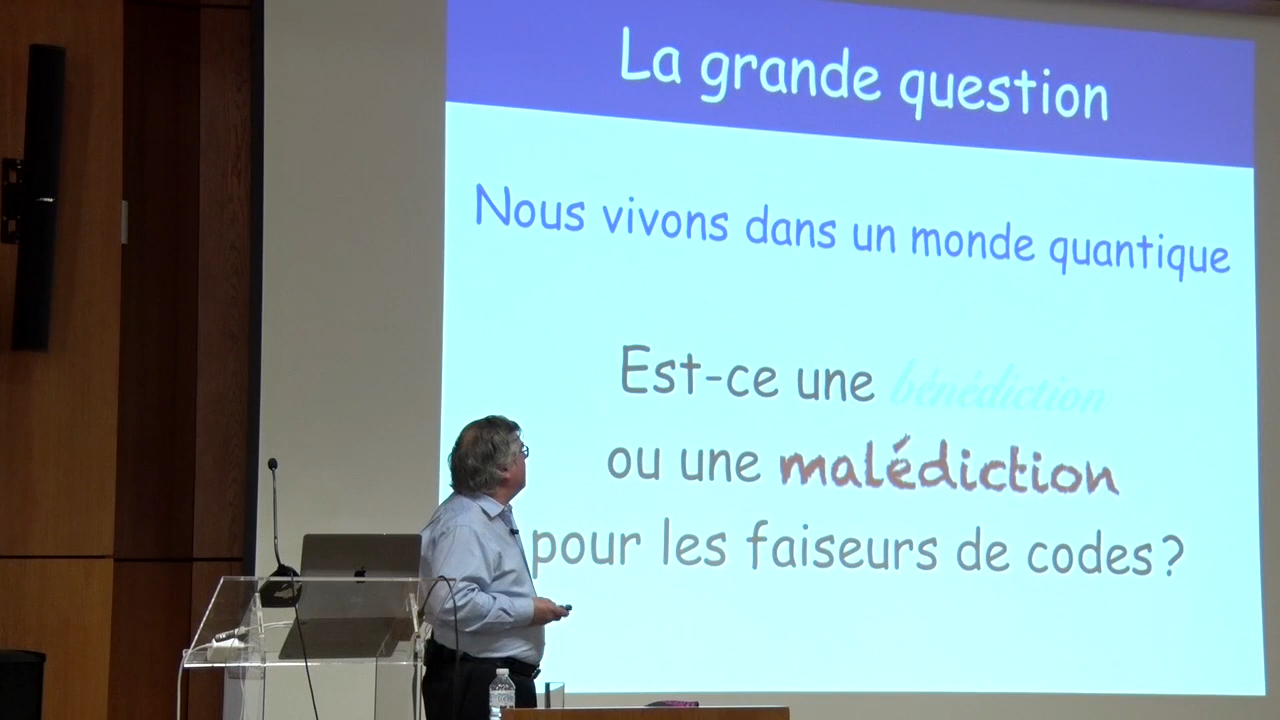 La grande question
Nous vivons dans un monde quantique
Est-ce une bénédiction
ou une malédiction
pour les faiseurs de codes ?